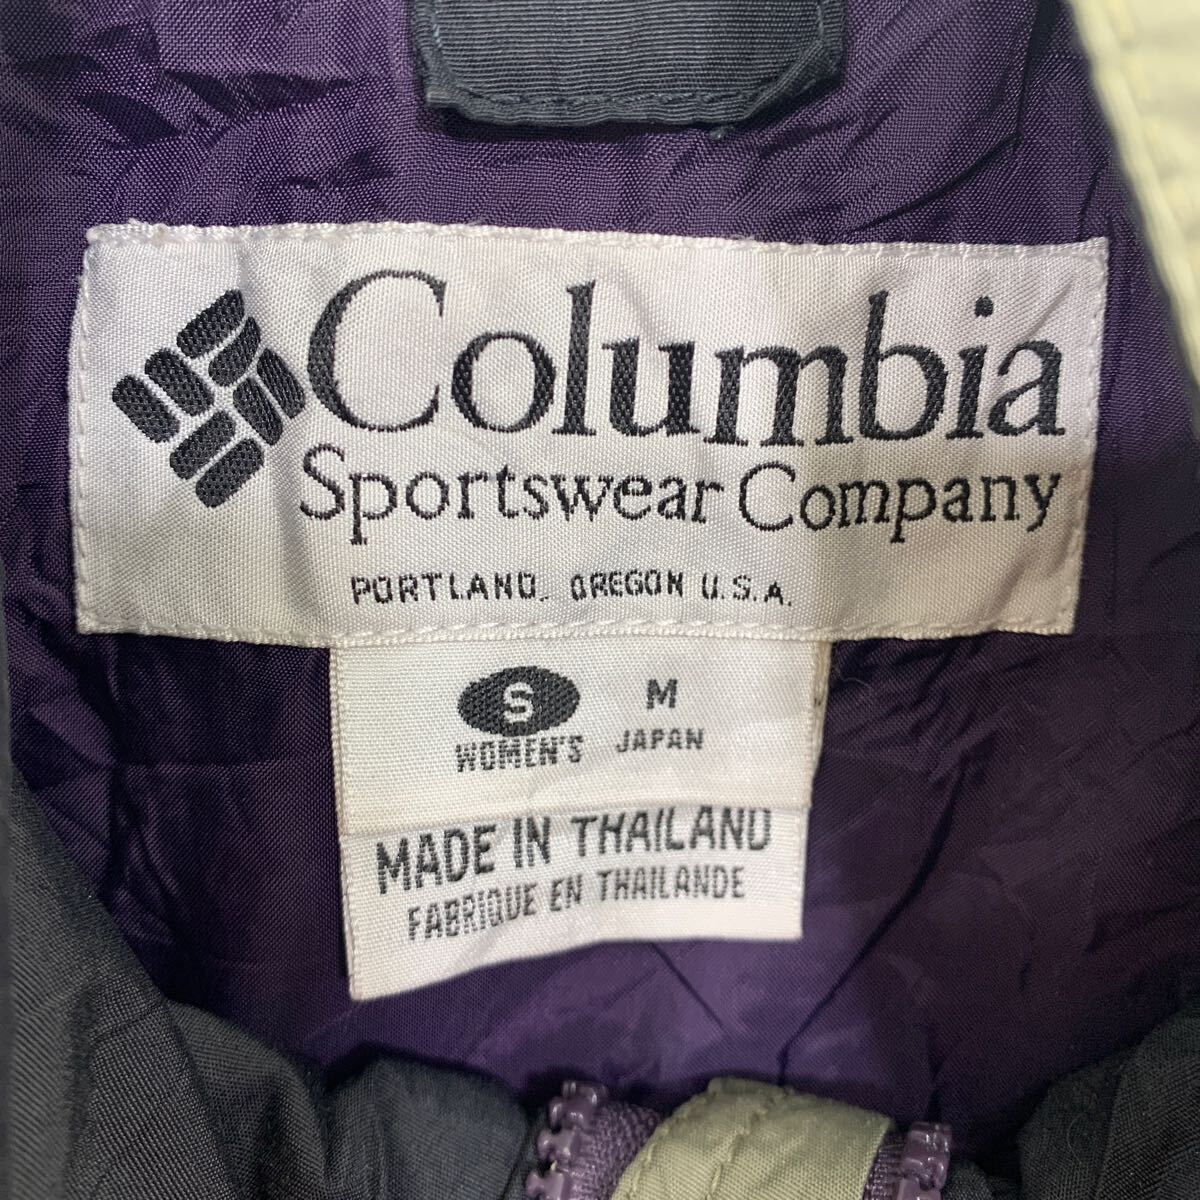 Columbia
Sportswear Company
PORTLAND, OREGON U.S.A.
S M
WOMEN'S JAPAN
MADE IN THAILAND
FABRIQUE EN THAILANDE